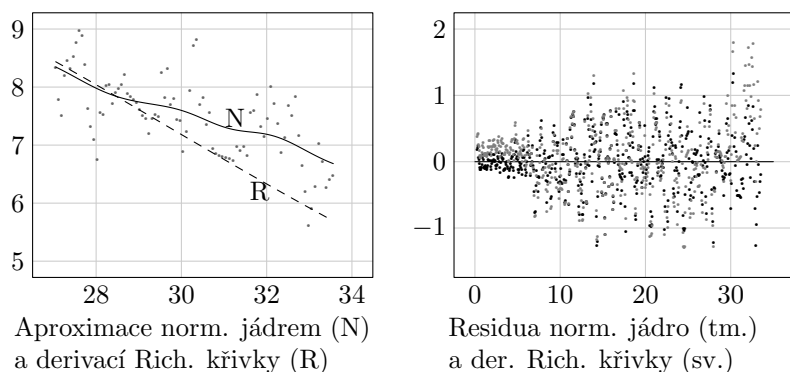 9
8
7
6
5
N
R
28 30 32 34
Aproximace norm. jádrem (N)
a derivací Rich. křivky (R)
2
1
0
−1
0 10 20 30
Residua norm. jádro (tm.)
a der. Rich. křivky (sv.)